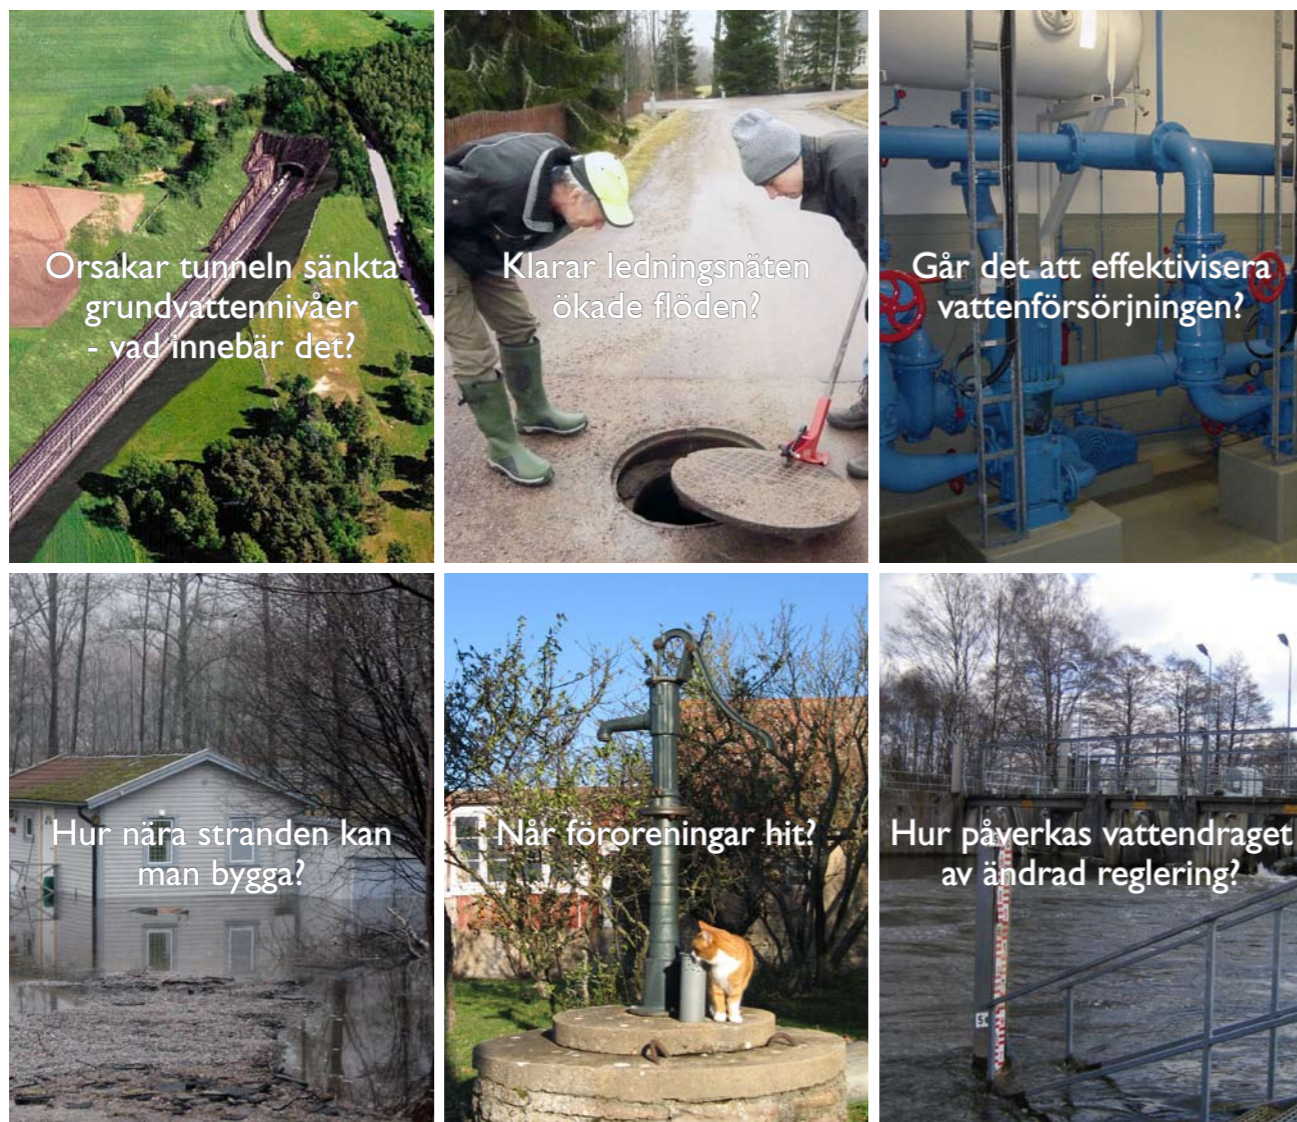 Orsakar tunneln sänkta
grundvattennivåer
- vad innebär det?
Klarar ledningsnäten
ökade flöden?
Går det att effektivisera
vattenförsörjningen?
Hur nära stranden kan
man bygga?
Når föroreningar hit?
Hur påverkas vattendraget
av ändrad reglering?